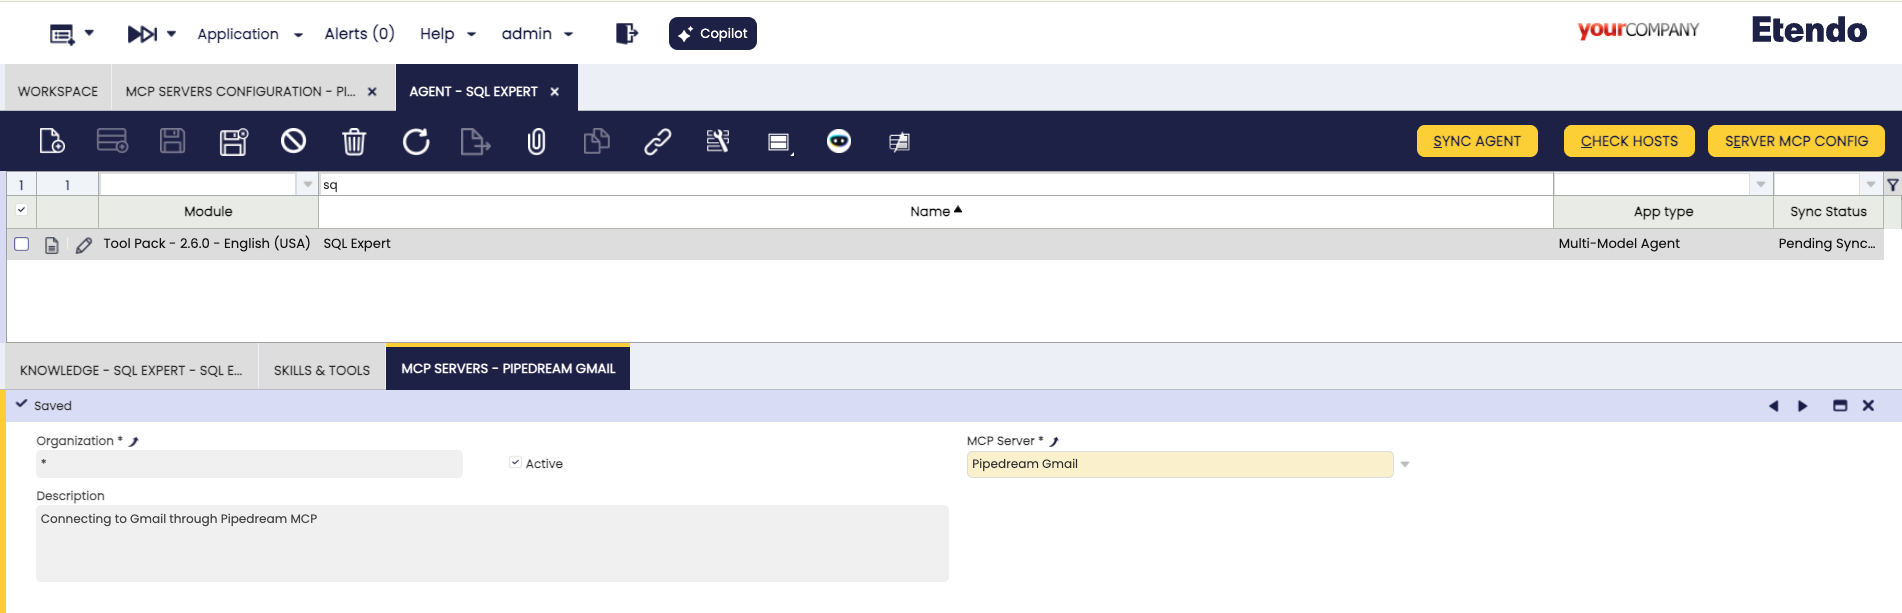 Application Alerts (0) Help admin Copilot yourCOMPANY Etendo
WORKSPACE MCP SERVERS CONFIGURATION - PI... AGENT - SQL EXPERT
SYNC AGENT CHECK HOSTS SERVER MCP CONFIG
1 1 sq
Module Name App type Sync Status
Tool Pack - 2.6.0 - English (USA) SQL Expert Multi-Model Agent Pending Sync...
KNOWLEDGE - SQL EXPERT - SQL E... SKILLS & TOOLS MCP SERVERS - PIPEDREAM GMAIL
Saved
Organization * MCP Server *
* Active Pipedream Gmail
Description
Connecting to Gmail through Pipedream MCP